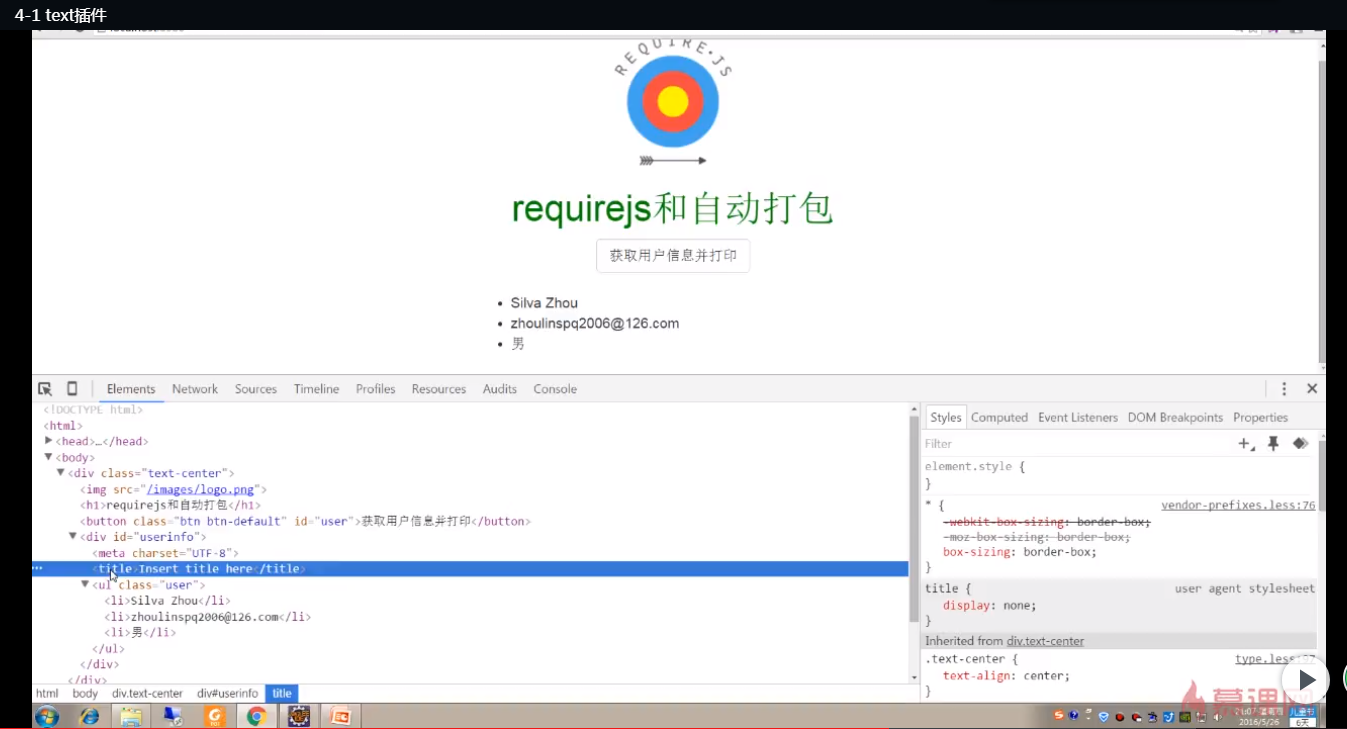 4-1 text插件
REQUIRE·JS
requirejs和自动打包
获取用户信息并打印
• Silva Zhou
• zhoulinspq2006@126.com
• 男
Elements Network Sources Timeline Profiles Resources Audits Console
<!DOCTYPE html>
<html>
<head>…</head>
<body>
<div class="text-center">
<img src="/images/logo.png">
<h1>requirejs和自动打包</h1>
<button class="btn btn-default" id="user">获取用户信息并打印</button>
<div id="userinfo">
<meta charset="UTF-8">
<title>Insert title here</title>
<ul class="user">
<li>Silva Zhou</li>
<li>zhoulinspq2006@126.com</li>
<li>男</li>
</ul>
</div>
</div>
html body div.text-center div#userinfo title
Styles Computed Event Listeners DOM Breakpoints Properties
Filter
element.style {
}
* { vendor-prefixes.less:76
-webkit-box-sizing: border-box;
-moz-box-sizing: border-box;
box-sizing: border-box;
}
title { user agent stylesheet
display: none;
}
Inherited from div.text-center
.text-center { type.less:97
text-align: center;
}
慕课网
2016/5/26
儿童节
6天